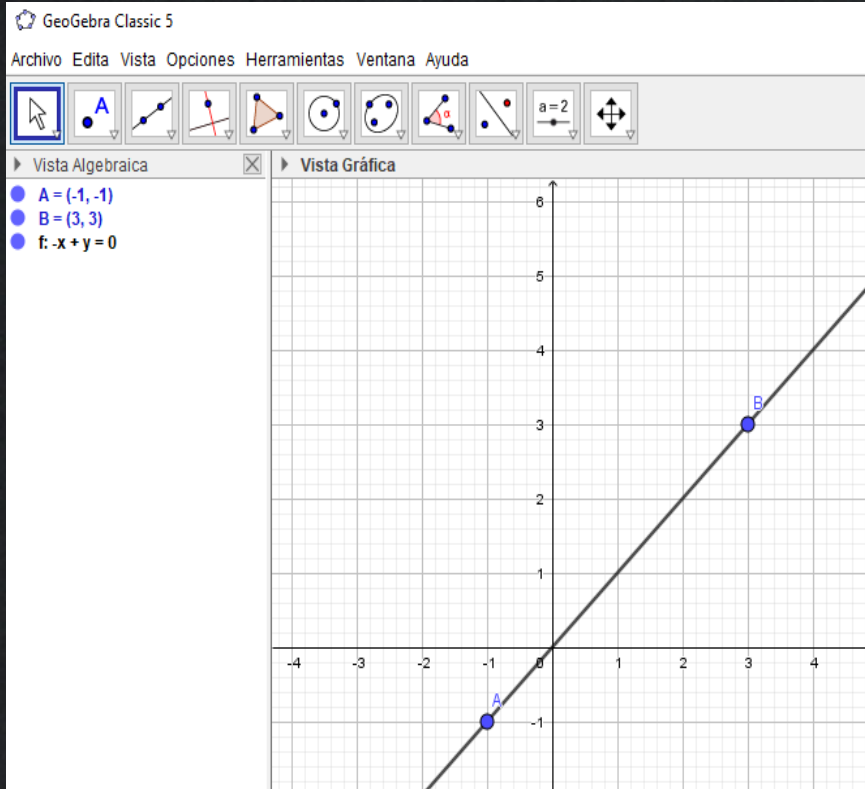 GeoGebra Classic 5
Archivo Edita Vista Opciones Herramientas Ventana Ayuda
A
α
a=2
Vista Algebraica
Vista Gráfica
A = (-1, -1)
B = (3, 3)
f: -x + y = 0
6
5
4
B
3
2
1
-4 -3 -2 -1 0 1 2 3 4
A
-1